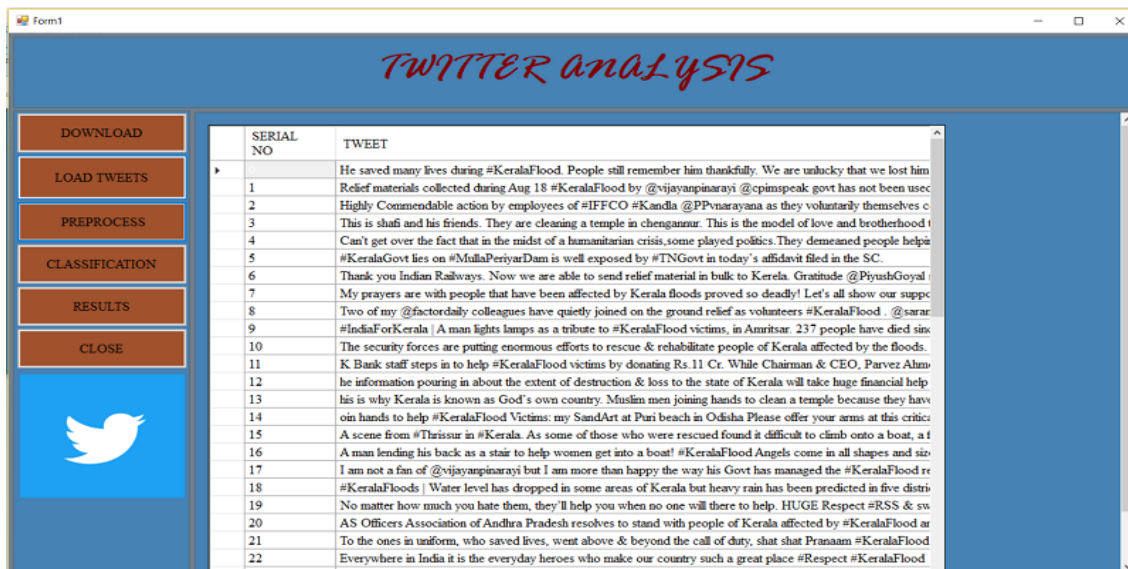 Form1
TWITTER ANALYSIS
DOWNLOAD
LOAD TWEETS
PREPROCESS
CLASSIFICATION
RESULTS
CLOSE
SERIAL NO TWEET
He saved many lives during #KeralaFlood. People still remember him thankfully. We are unlucky that we lost him
1 Relief materials collected during Aug 18 #KeralaFlood by @vijayanpinarayi @cpimspeak govt has not been used
2 Highly Commendable action by employees of #IFFCO #Kandla @PPvnarayana as they voluntarily themselves c
3 This is shafi and his friends. They are cleaning a temple in chengannur. This is the model of love and brotherhood t
4 Can't get over the fact that in the midst of a humanitarian crisis,some played politics.They demeaned people helpin
5 #KeralaGovt lies on #MullaPeriyarDam is well exposed by #TNGovt in today's affidavit filed in the SC.
6 Thank you Indian Railways. Now we are able to send relief material in bulk to Kerela. Gratitude @PiyushGoyal
7 My prayers are with people that have been affected by Kerala floods proved so deadly! Let's all show our suppo
8 Two of my @factordaily colleagues have quietly joined on the ground relief as volunteers #KeralaFlood . @saran
9 #IndiaForKerala | A man lights lamps as a tribute to #KeralaFlood victims, in Amritsar. 237 people have died sinc
10 The security forces are putting enormous efforts to rescue & rehabilitate people of Kerala affected by the floods.
11 K Bank staff steps in to help #KeralaFlood victims by donating Rs.11 Cr. While Chairman & CEO, Parvez Ahm
12 he information pouring in about the extent of destruction & loss to the state of Kerala will take huge financial help
13 his is why Kerala is known as God's own country. Muslim men joining hands to clean a temple because they have
14 oin hands to help #KeralaFlood Victims: my SandArt at Puri beach in Odisha Please offer your arms at this critica
15 A scene from #Thrissur in #Kerala. As some of those who were rescued found it difficult to climb onto a boat, a f
16 A man lending his back as a stair to help women get into a boat! #KeralaFlood Angels come in all shapes and size
17 I am not a fan of @vijayanpinarayi but I am more than happy the way his Govt has managed the #KeralaFlood re
18 #KeralaFloods | Water level has dropped in some areas of Kerala but heavy rain has been predicted in five distri
19 No matter how much you hate them, they'll help you when no one will there to help. HUGE Respect #RSS & sw
20 AS Officers Association of Andhra Pradesh resolves to stand with people of Kerala affected by #KeralaFlood an
21 To the ones in uniform, who saved lives, went above & beyond the call of duty, shat shat Pranaam #KeralaFlood
22 Everywhere in India it is the everyday heroes who make our country such a great place #Respect #KeralaFlood